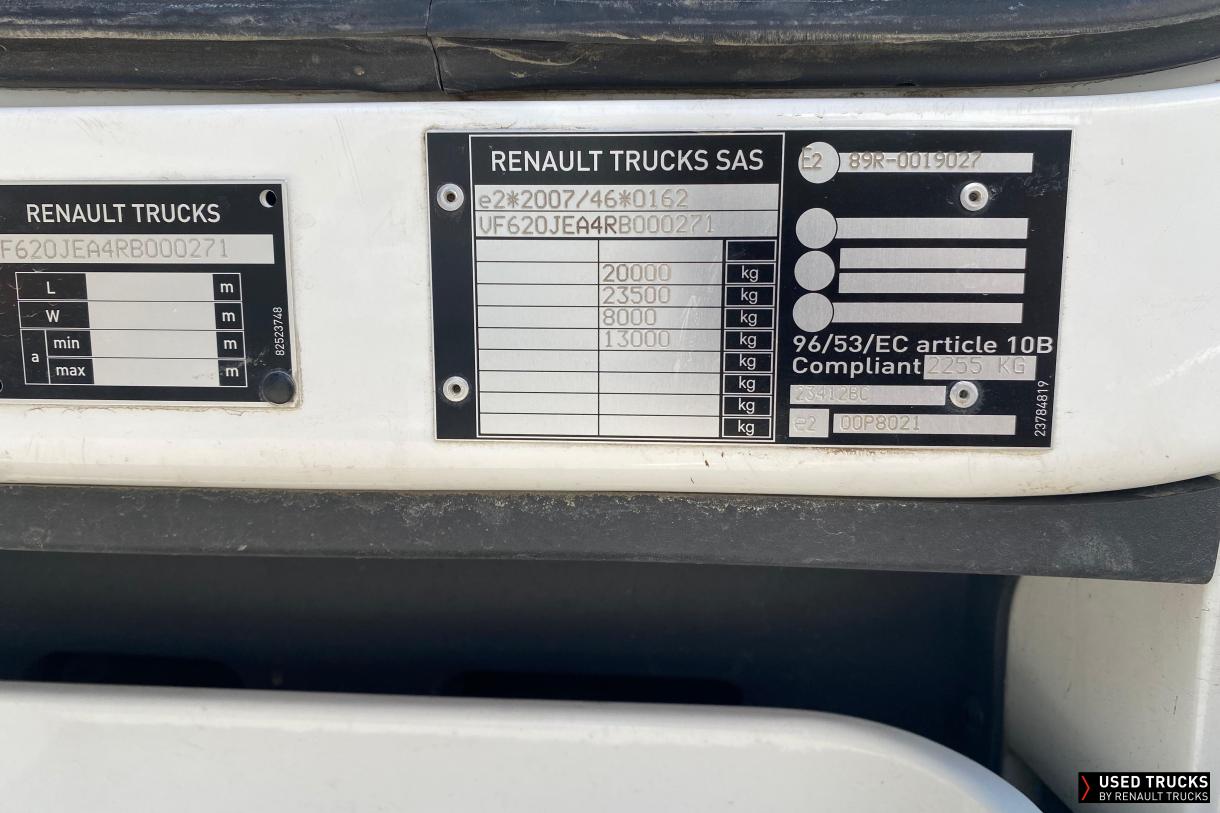 RENAULT TRUCKS
F620JEA4RB000271
L m
W m
a min m
max m
82523748
RENAULT TRUCKS SAS
e2*2007/46*0162
VF620JEA4RB000271
20000 kg
23500 kg
8000 kg
13000 kg
kg
kg
kg
kg
E2 89R-0019027
96/53/EC article 10B
Compliant 2255 KG
23412BC
e2 00P8021
23784819
USED TRUCKS
BY RENAULT TRUCKS